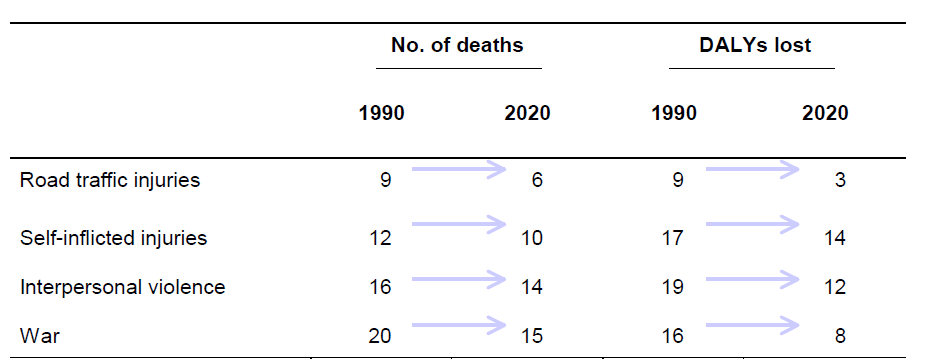 No. of deaths DALYs lost
1990 2020 1990 2020
Road traffic injuries 9 6 9 3
Self-inflicted injuries 12 10 17 14
Interpersonal violence 16 14 19 12
War 20 15 16 8